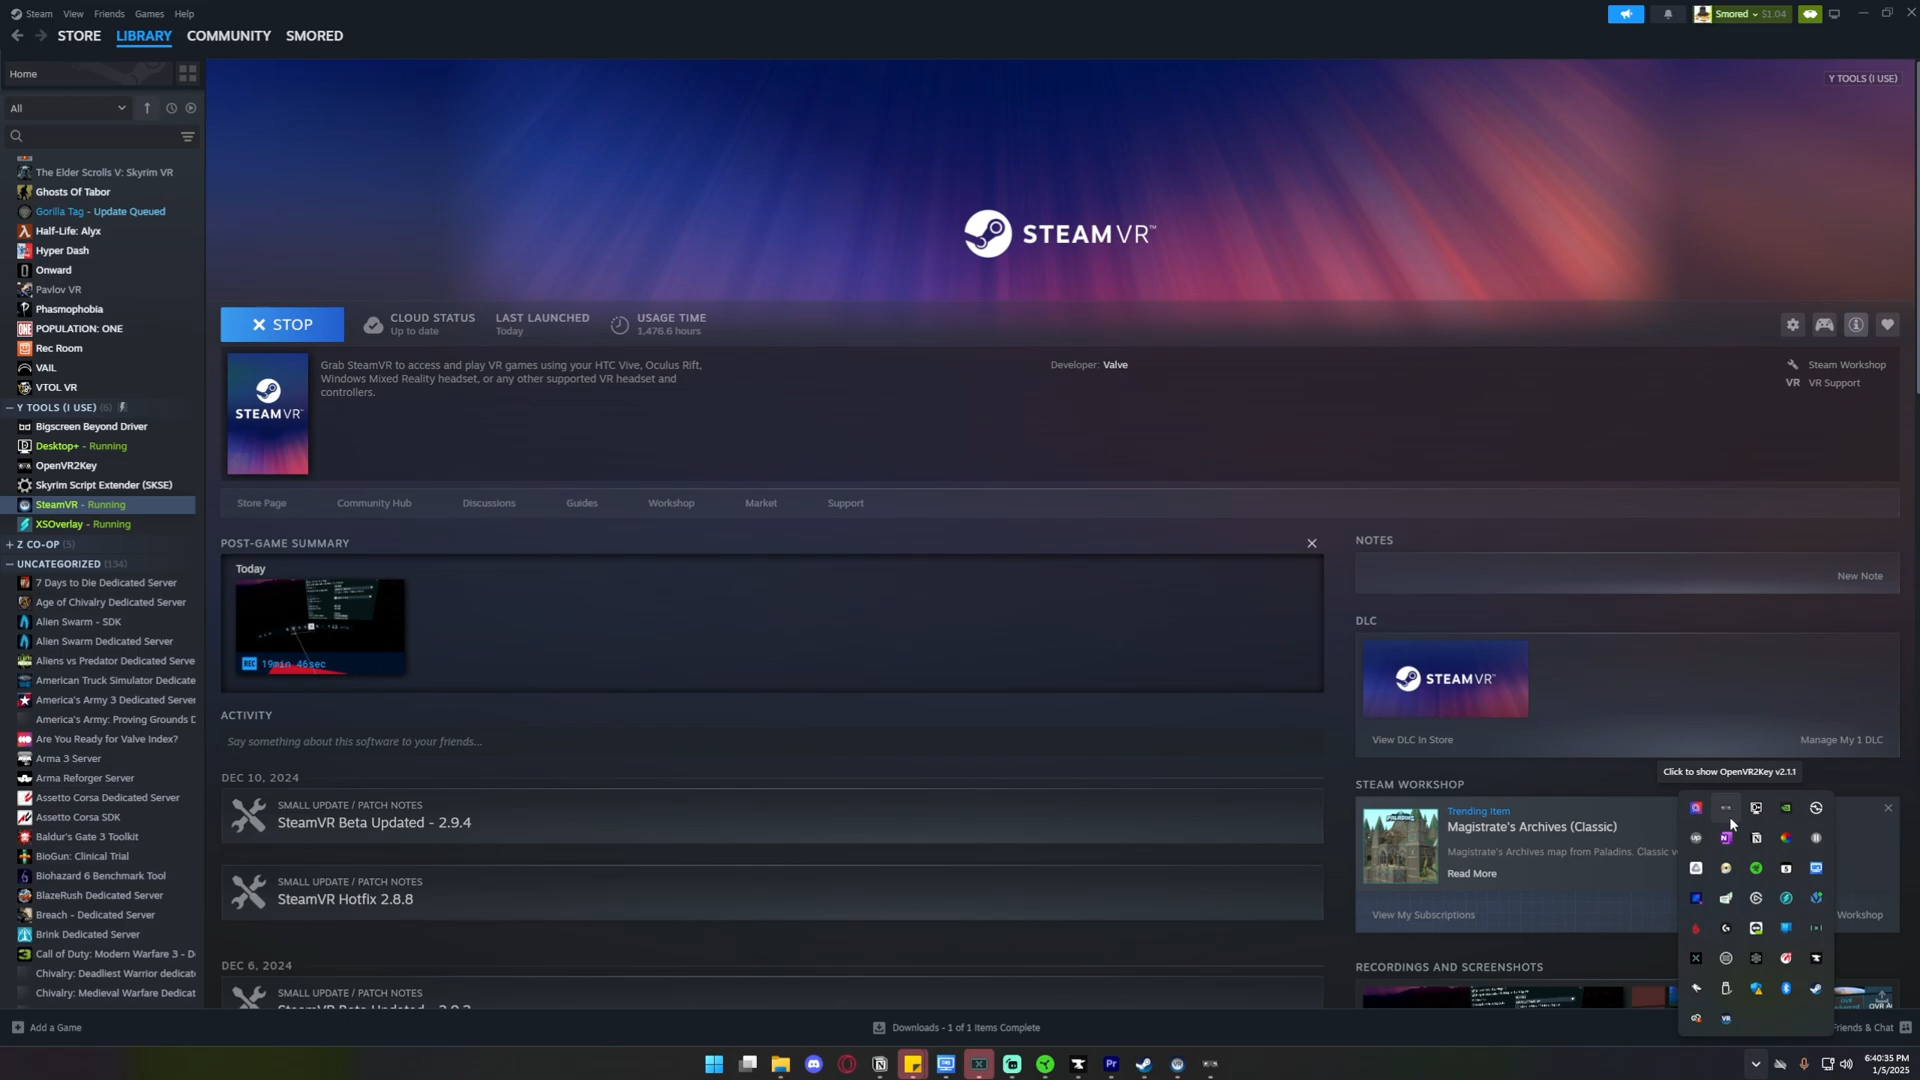 Steam View Friends Games Help
Smored $1.04
STORE LIBRARY COMMUNITY SMORED
Home
Y TOOLS (I USE)
All
The Elder Scrolls V: Skyrim VR
Ghosts Of Tabor
Gorilla Tag - Update Queued
Half-Life: Alyx
Hyper Dash
Onward
Pavlov VR
Phasmophobia
POPULATION: ONE
Rec Room
VAIL
VTOL VR
Y TOOLS (I USE) (6)
Bigscreen Beyond Driver
Desktop+ - Running
OpenVR2Key
Skyrim Script Extender (SKSE)
SteamVR - Running
XSOverlay - Running
Z CO-OP (5)
UNCATEGORIZED (134)
7 Days to Die Dedicated Server
Age of Chivalry Dedicated Server
Alien Swarm - SDK
Alien Swarm Dedicated Server
Aliens vs Predator Dedicated Serve
American Truck Simulator Dedicate
America's Army 3 Dedicated Server
America's Army: Proving Grounds D
Are You Ready for Valve Index?
Arma 3 Server
Arma Reforger Server
Assetto Corsa Dedicated Server
Assetto Corsa SDK
Baldur's Gate 3 Toolkit
BioGun: Clinical Trial
Biohazard 6 Benchmark Tool
BlazeRush Dedicated Server
Breach - Dedicated Server
Brink Dedicated Server
Call of Duty: Modern Warfare 3 - D
Chivalry: Deadliest Warrior dedicat
Chivalry: Medieval Warfare Dedicat
STEAMVR™
STOP
CLOUD STATUS
Up to date
LAST LAUNCHED
Today
USAGE TIME
1,476.6 hours
STEAMVR
Grab SteamVR to access and play VR games using your HTC Vive, Oculus Rift,
Windows Mixed Reality headset, or any other supported VR headset and
controllers.
Developer: Valve
Steam Workshop
VR VR Support
Store Page Community Hub Discussions Guides Workshop Market Support
POST-GAME SUMMARY
Today
REC 19min 46sec
ACTIVITY
Say something about this software to your friends...
DEC 10, 2024
SMALL UPDATE / PATCH NOTES
SteamVR Beta Updated - 2.9.4
SMALL UPDATE / PATCH NOTES
SteamVR Hotfix 2.8.8
DEC 6, 2024
SMALL UPDATE / PATCH NOTES
NOTES
New Note
DLC
STEAMVR™
View DLC In Store Manage My 1 DLC
Click to show OpenVR2Key v2.1.1
STEAM WORKSHOP
PALADINS
Trending Item
Magistrate's Archives (Classic)
Magistrate's Archives map from Paladins. Classic v
Read More
View My Subscriptions
Workshop
RECORDINGS AND SCREENSHOTS
Add a Game
Downloads - 1 of 1 Items Complete
Friends & Chat
6:40:35 PM
1/5/2025